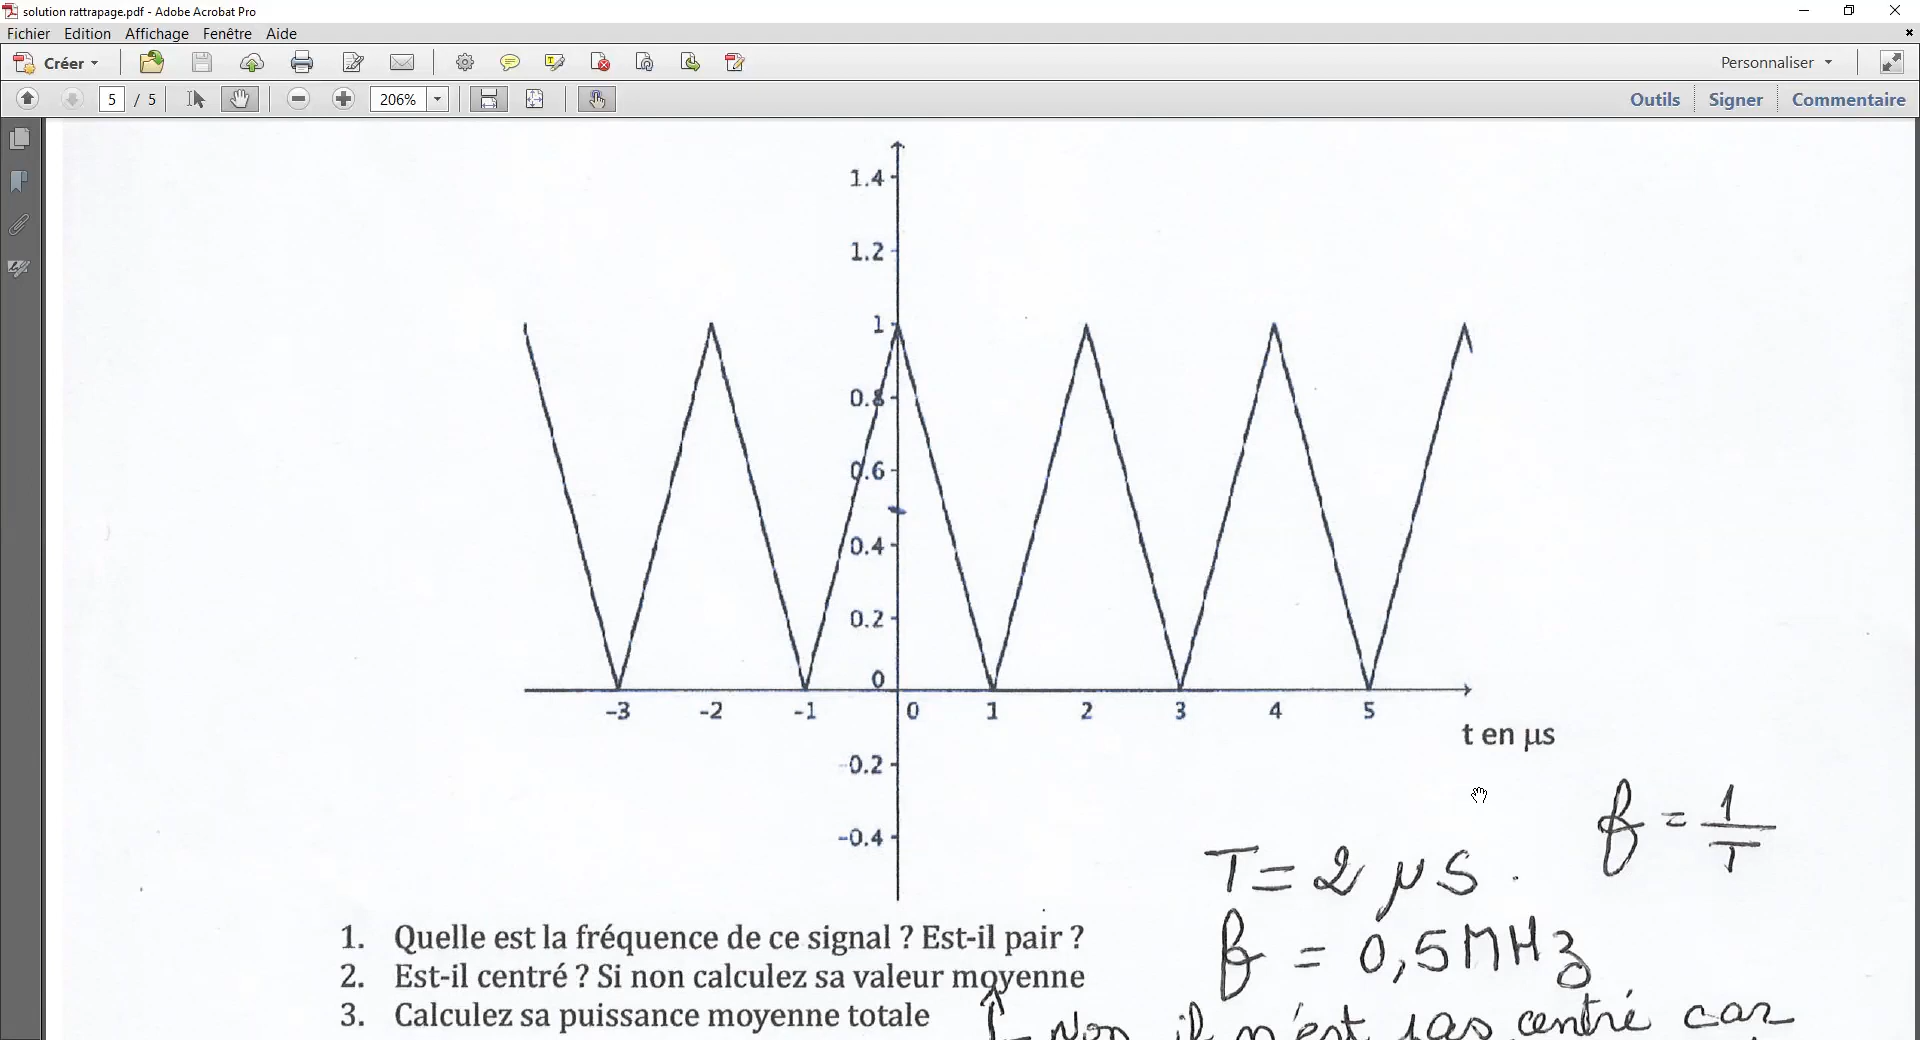 solution rattrapage.pdf - Adobe Acrobat Pro
Fichier Edition Affichage Fenêtre Aide
Créer Personnaliser
5 / 5 206% Outils Signer Commentaire
1.4
1.2
1
0.8
0.6
0.4
0.2
0
-3 -2 -1 0 1 2 3 4 5
t en μs
-0.2
-0.4
f = 1/T
T = 2 μs.
f = 0,5 MHz
1. Quelle est la fréquence de ce signal ? Est-il pair ?
2. Est-il centré ? Si non calculez sa valeur moyenne
3. Calculez sa puissance moyenne totale
Non il n'est pas centré car